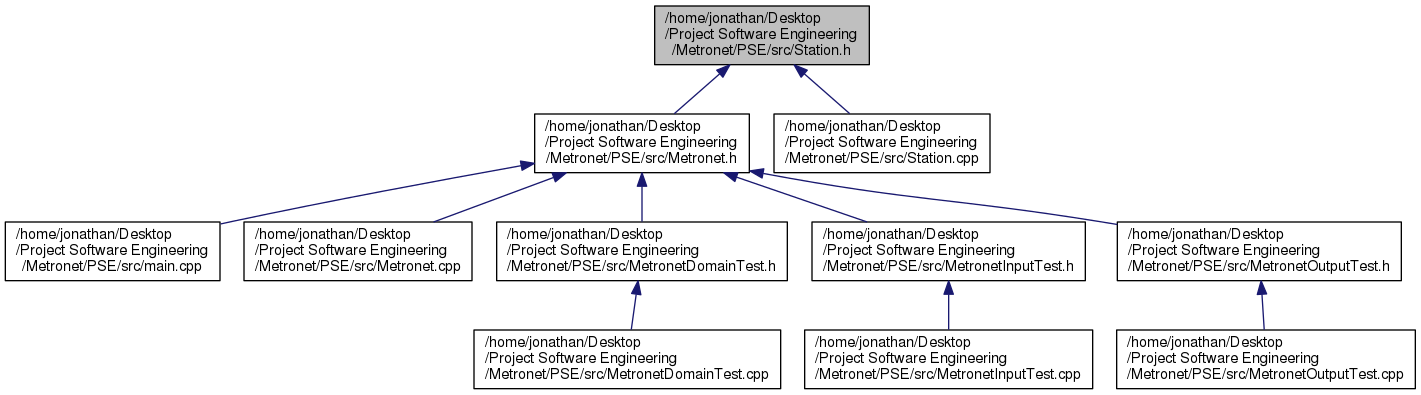 /home/jonathan/Desktop
/Project Software Engineering
/Metronet/PSE/src/Station.h
/home/jonathan/Desktop
/Project Software Engineering
/Metronet/PSE/src/Metronet.h
/home/jonathan/Desktop
/Project Software Engineering
/Metronet/PSE/src/Station.cpp
/home/jonathan/Desktop
/Project Software Engineering
/Metronet/PSE/src/main.cpp
/home/jonathan/Desktop
/Project Software Engineering
/Metronet/PSE/src/Metronet.cpp
/home/jonathan/Desktop
/Project Software Engineering
/Metronet/PSE/src/MetronetDomainTest.h
/home/jonathan/Desktop
/Project Software Engineering
/Metronet/PSE/src/MetronetInputTest.h
/home/jonathan/Desktop
/Project Software Engineering
/Metronet/PSE/src/MetronetOutputTest.h
/home/jonathan/Desktop
/Project Software Engineering
/Metronet/PSE/src/MetronetDomainTest.cpp
/home/jonathan/Desktop
/Project Software Engineering
/Metronet/PSE/src/MetronetInputTest.cpp
/home/jonathan/Desktop
/Project Software Engineering
/Metronet/PSE/src/MetronetOutputTest.cpp